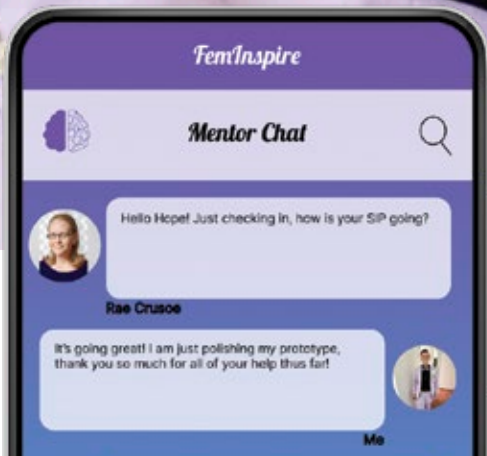 FemInspire
Mentor Chat
Hello Hope! Just checking in, how is your SIP going?
Rae Crusoe
It's going great! I am just polishing my prototype,
thank you so much for all of your help thus far!
Me